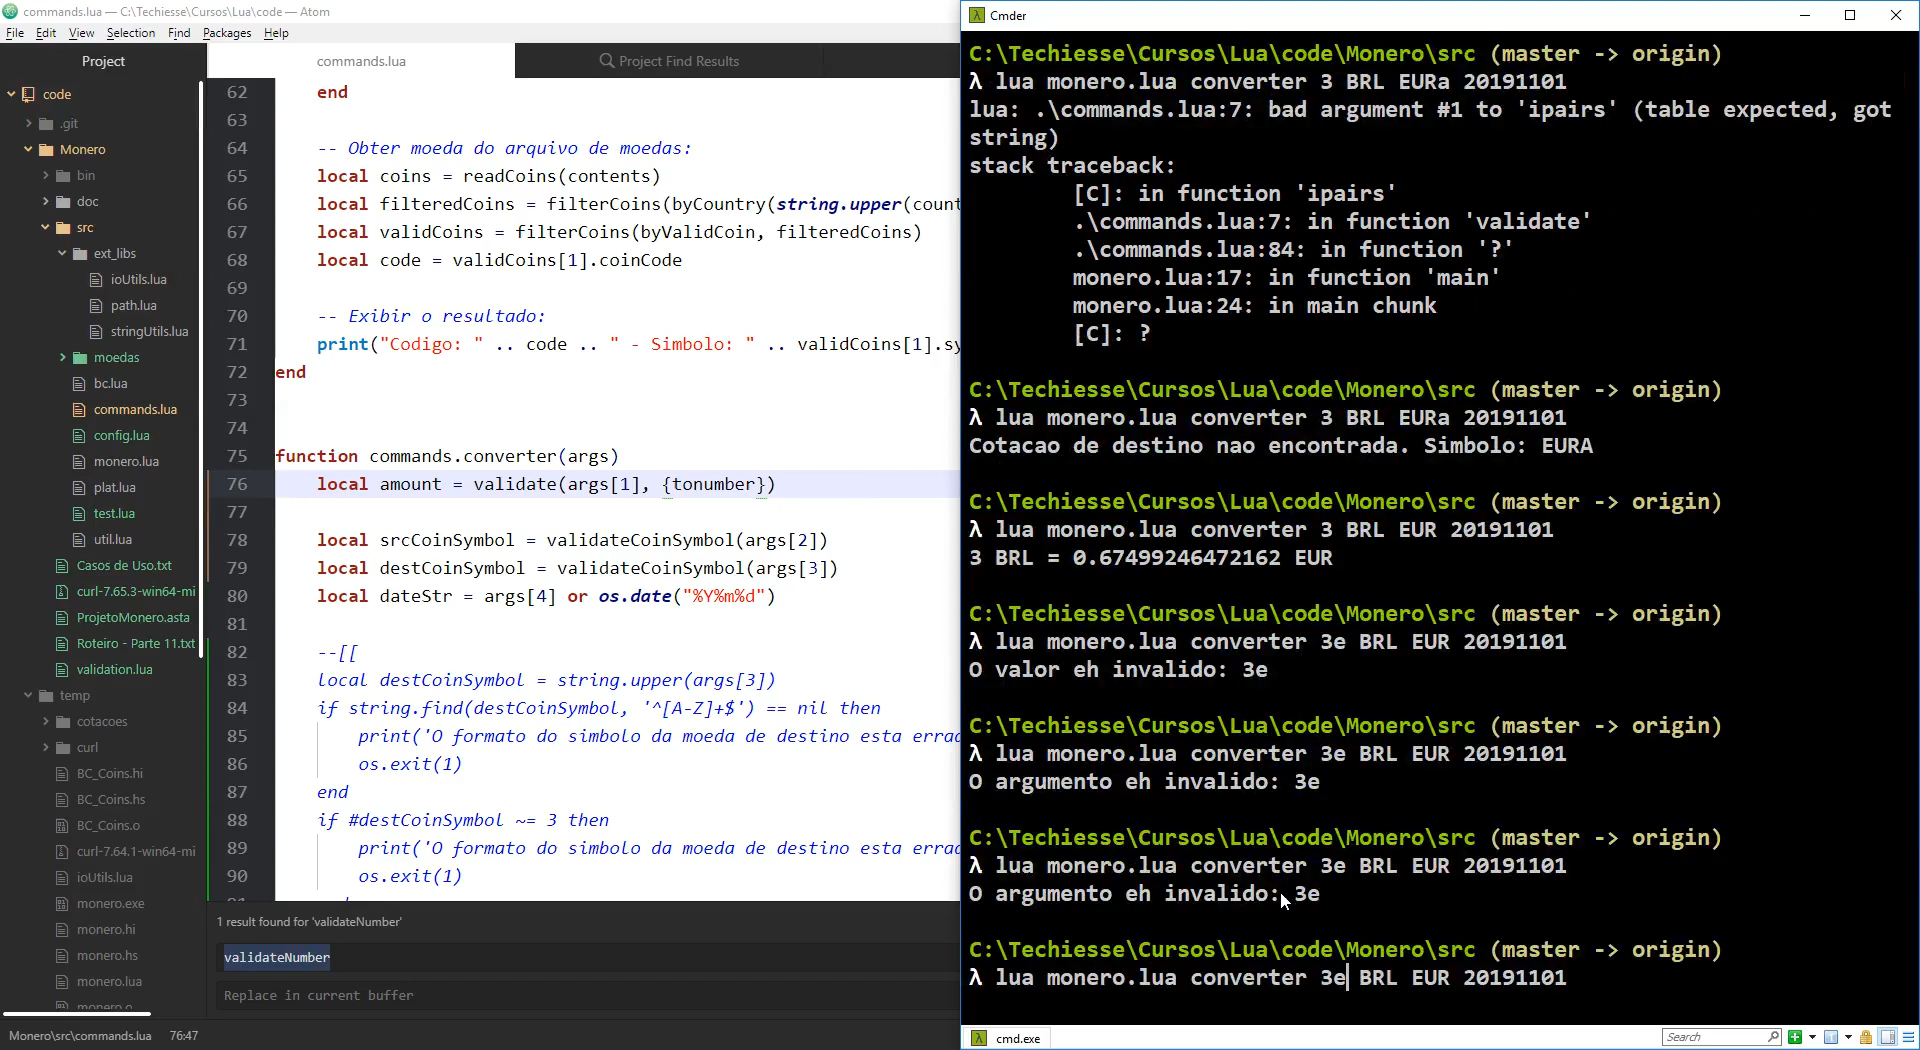 commands.lua — C:\Techiesse\Cursos\Lua\code — Atom
File Edit View Selection Find Packages Help
Project
code
.git
Monero
bin
doc
src
ext_libs
ioUtils.lua
path.lua
stringUtils.lua
moedas
bc.lua
commands.lua
config.lua
monero.lua
plat.lua
test.lua
util.lua
Casos de Uso.txt
curl-7.65.3-win64-mi
ProjetoMonero.asta
Roteiro - Parte 11.txt
validation.lua
temp
cotacoes
curl
BC_Coins.hi
BC_Coins.hs
BC_Coins.o
curl-7.64.1-win64-mi
ioUtils.lua
monero.exe
monero.hi
monero.hs
monero.lua
monero.o
commands.lua
Project Find Results
62 end
63
64 -- Obter moeda do arquivo de moedas:
65 local coins = readCoins(contents)
66 local filteredCoins = filterCoins(byCountry(string.upper(count
67 local validCoins = filterCoins(byValidCoin, filteredCoins)
68 local code = validCoins[1].coinCode
69
70 -- Exibir o resultado:
71 print("Codigo: " .. code .. " - Simbolo: " .. validCoins[1].sy
72 end
73
74
75 function commands.converter(args)
76 local amount = validate(args[1], {tonumber})
77
78 local srcCoinSymbol = validateCoinSymbol(args[2])
79 local destCoinSymbol = validateCoinSymbol(args[3])
80 local dateStr = args[4] or os.date("%Y%m%d")
81
82 --[[
83 local destCoinSymbol = string.upper(args[3])
84 if string.find(destCoinSymbol, '^[A-Z]+$') == nil then
85 print('O formato do simbolo da moeda de destino esta errad
86 os.exit(1)
87 end
88 if #destCoinSymbol ~= 3 then
89 print('O formato do simbolo da moeda de destino esta errad
90 os.exit(1)
1 result found for 'validateNumber'
validateNumber
Replace in current buffer
Monero\src\commands.lua 76:47
Cmder
C:\Techiesse\Cursos\Lua\code\Monero\src (master -> origin)
λ lua monero.lua converter 3 BRL EURa 20191101
lua: .\commands.lua:7: bad argument #1 to 'ipairs' (table expected, got
string)
stack traceback:
[C]: in function 'ipairs'
.\commands.lua:7: in function 'validate'
.\commands.lua:84: in function '?'
monero.lua:17: in function 'main'
monero.lua:24: in main chunk
[C]: ?
C:\Techiesse\Cursos\Lua\code\Monero\src (master -> origin)
λ lua monero.lua converter 3 BRL EURa 20191101
Cotacao de destino nao encontrada. Simbolo: EURA
C:\Techiesse\Cursos\Lua\code\Monero\src (master -> origin)
λ lua monero.lua converter 3 BRL EUR 20191101
3 BRL = 0.67499246472162 EUR
C:\Techiesse\Cursos\Lua\code\Monero\src (master -> origin)
λ lua monero.lua converter 3e BRL EUR 20191101
O valor eh invalido: 3e
C:\Techiesse\Cursos\Lua\code\Monero\src (master -> origin)
λ lua monero.lua converter 3e BRL EUR 20191101
O argumento eh invalido: 3e
C:\Techiesse\Cursos\Lua\code\Monero\src (master -> origin)
λ lua monero.lua converter 3e BRL EUR 20191101
O argumento eh invalido: 3e
C:\Techiesse\Cursos\Lua\code\Monero\src (master -> origin)
λ lua monero.lua converter 3e BRL EUR 20191101
cmd.exe
Search